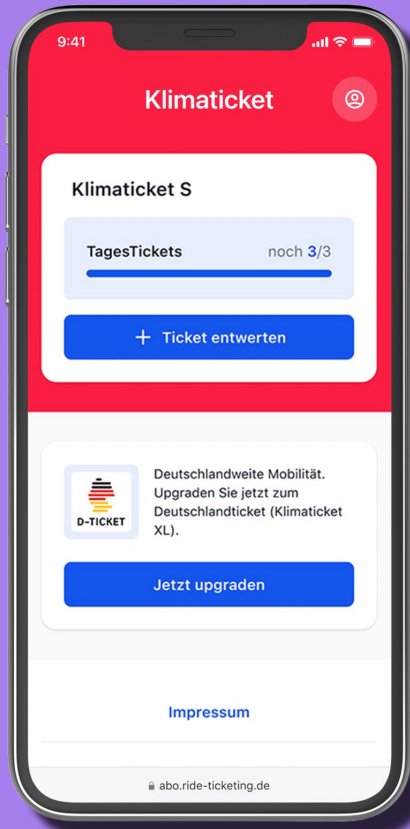 9:41
Klimaticket
Klimaticket S
TagesTickets noch 3/3
+ Ticket entwerten
D-TICKET
Deutschlandweite Mobilität.
Upgraden Sie jetzt zum
Deutschlandticket (Klimaticket
XL).
Jetzt upgraden
Impressum
abo.ride-ticketing.de